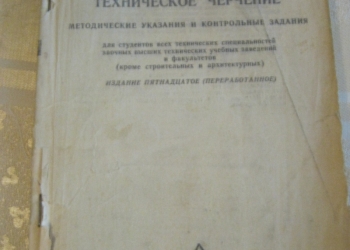 ТЕХНИЧЕСКОЕ ЧЕРЧЕНИЕ
МЕТОДИЧЕСКИЕ УКАЗАНИЯ И КОНТРОЛЬНЫЕ ЗАДАНИЯ
для студентов всех технических специальностей
заочных высших технических учебных заведений
и факультетов
(кроме строительных и архитектурных)
ИЗДАНИЕ ПЯТНАДЦАТОЕ (ПЕРЕРАБОТАННОЕ)